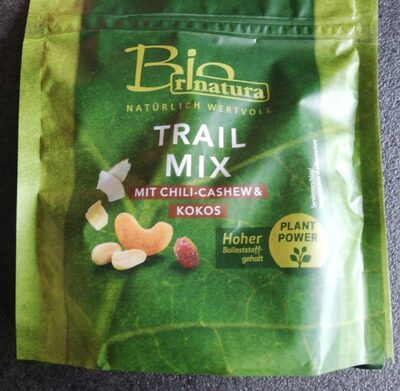 Bio
rinatura
NATÜRLICH WERTVOLL
TRAIL
MIX
MIT CHILI-CASHEW &
KOKOS
Hoher
Ballaststoff-
gehalt
PLANT
POWER